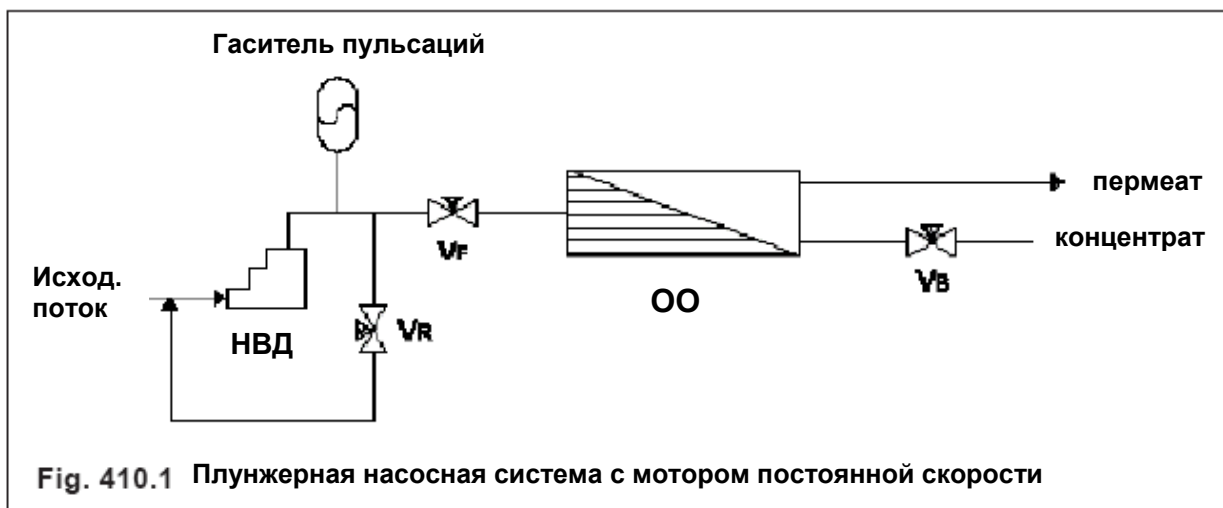 Гаситель пульсаций
пермеат
VF
концентрат
Исход.
поток
VB
ОО
НВД
VR
Fig. 410.1 Плунжерная насосная система с мотором постоянной скорости